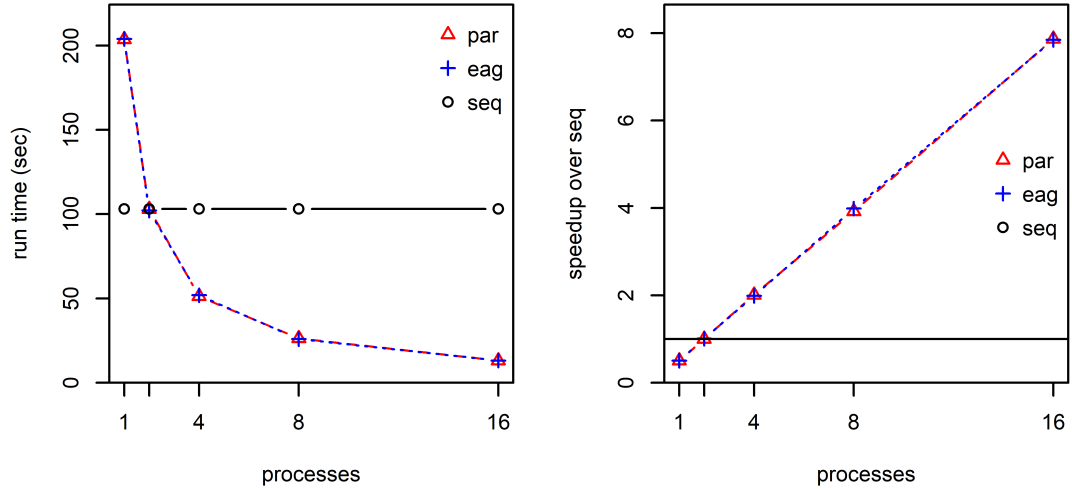 run time (sec)
200
150
100
50
0
par
eag
seq
1
4
8
16
processes
speedup over seq
8
6
4
2
0
par
eag
seq
1
4
8
16
processes